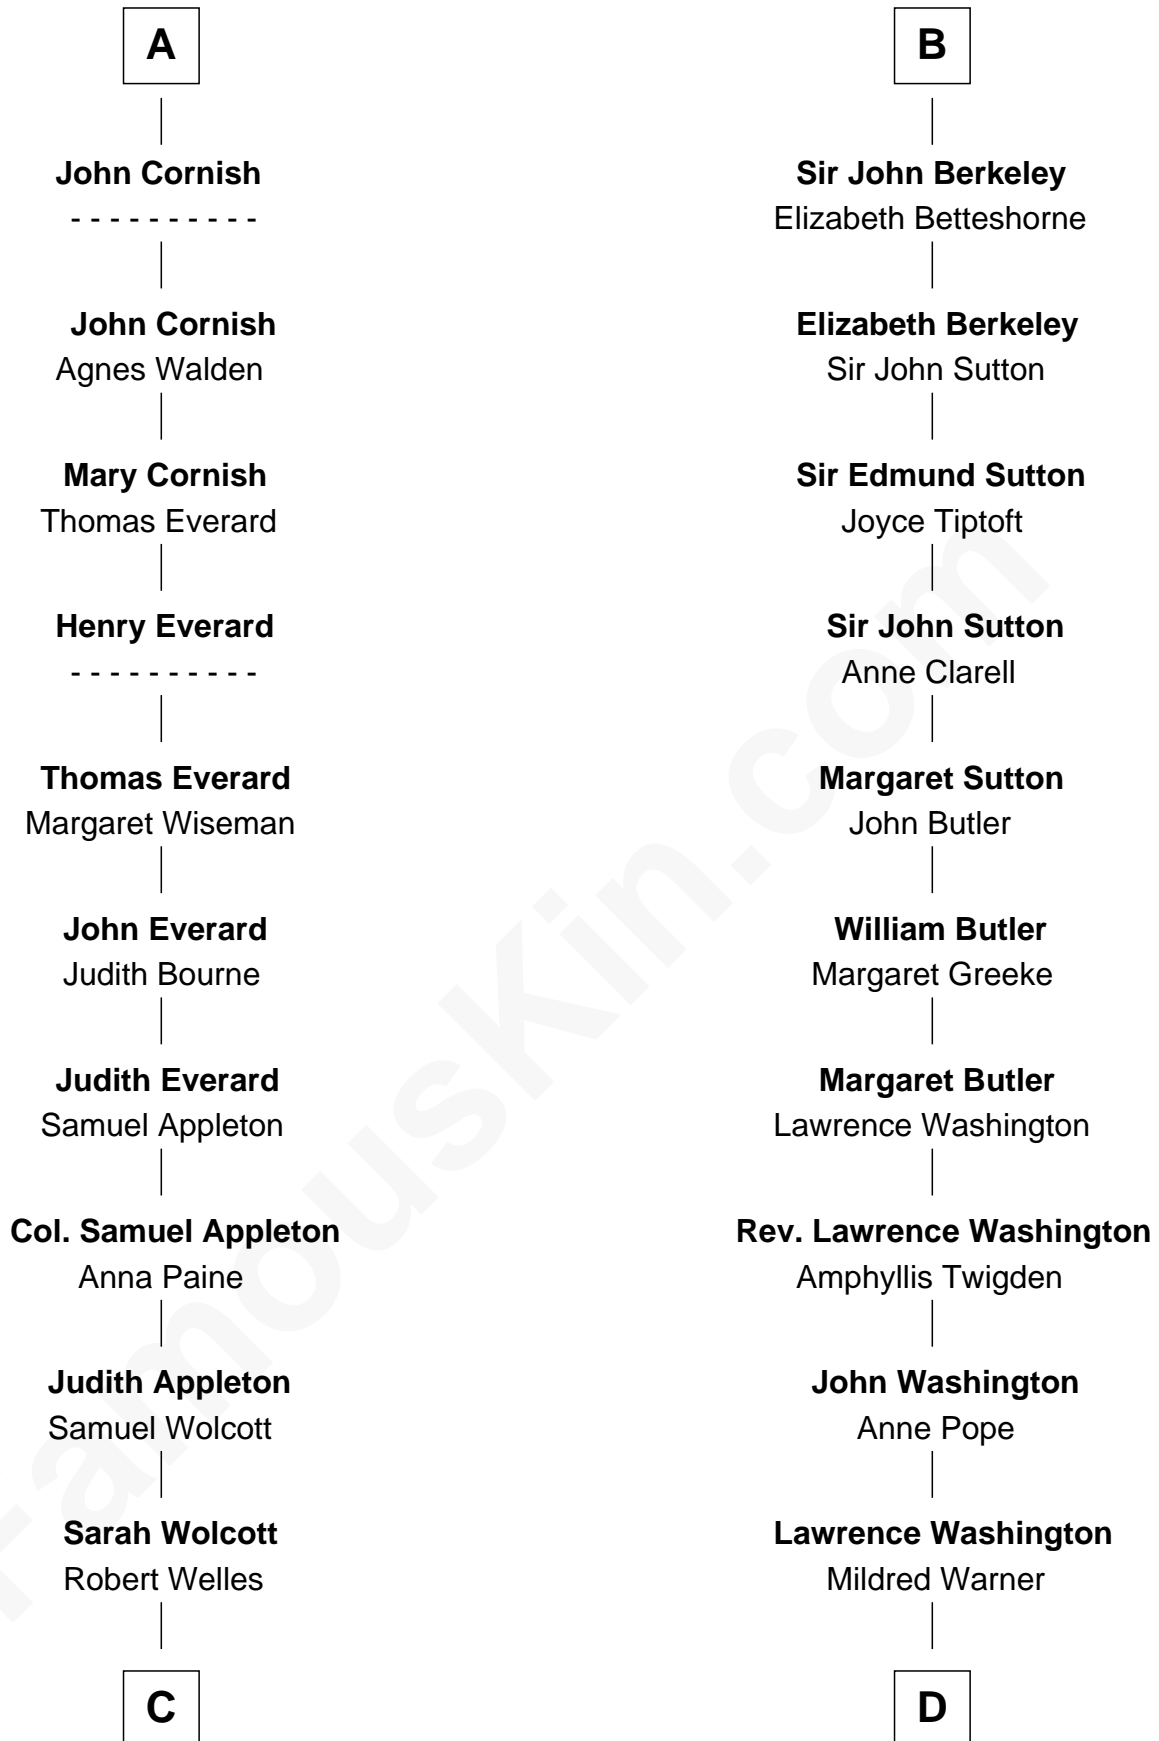 A
John Cornish
- - - - - - - - - -
John Cornish
Agnes Walden
Mary Cornish
Thomas Everard
Henry Everard
- - - - - - - - - -
Thomas Everard
Margaret Wiseman
John Everard
Judith Bourne
Judith Everard
Samuel Appleton
Col. Samuel Appleton
Anna Paine
Judith Appleton
Samuel Wolcott
Sarah Wolcott
Robert Welles
C
B
Sir John Berkeley
Elizabeth Betteshorne
Elizabeth Berkeley
Sir John Sutton
Sir Edmund Sutton
Joyce Tiptoft
Sir John Sutton
Anne Clarell
Margaret Sutton
John Butler
William Butler
Margaret Greeke
Margaret Butler
Lawrence Washington
Rev. Lawrence Washington
Amphyllis Twigden
John Washington
Anne Pope
Lawrence Washington
Mildred Warner
D
FamousKin.com